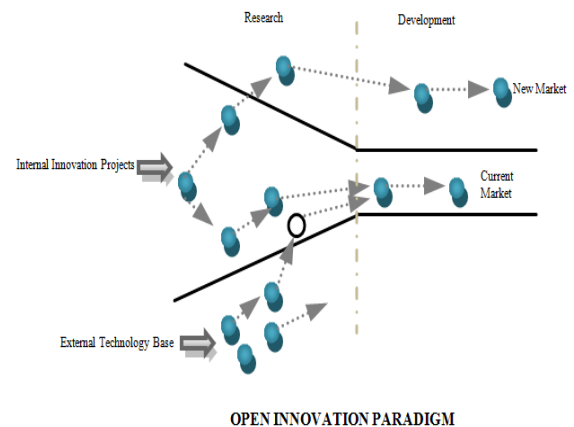 Research
Development
New Market
Internal Innovation Projects
Current
Market
External Technology Base
OPEN INNOVATION PARADIGM